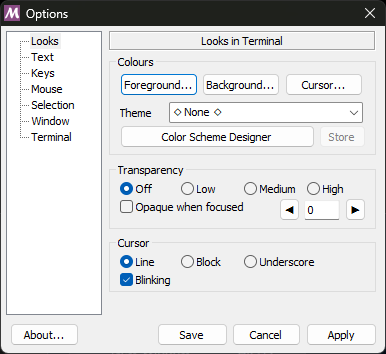 Options
Looks
Text
Keys
Mouse
Selection
Window
Terminal
Looks in Terminal
Colours
Foreground... Background... Cursor...
Theme ◇ None ◇
Color Scheme Designer Store
Transparency
Off Low Medium High
Opaque when focused 0
Cursor
Line Block Underscore
Blinking
About... Save Cancel Apply